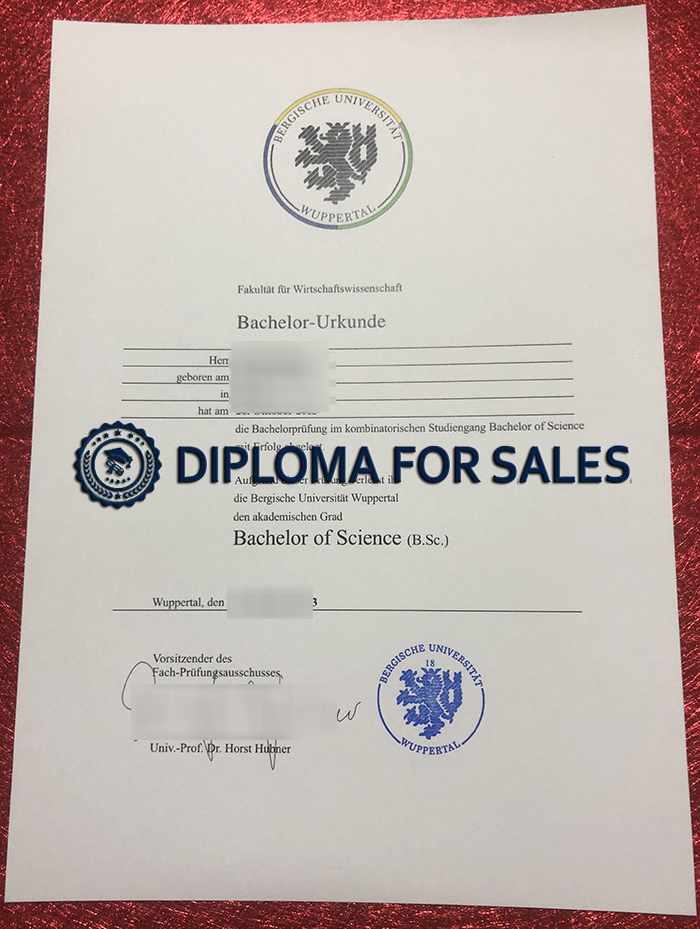 BERGISCHE UNIVERSITÄT
WUPPERTAL
Fakultät für Wirtschaftswissenschaft
Bachelor-Urkunde
Herr
geboren am
in
hat am
die Bachelorprüfung im kombinatorischen Studiengang Bachelor of Science
mit Erfolg abgelegt.
DIPLOMA FOR SALES
die Bergische Universität Wuppertal
den akademischen Grad
Bachelor of Science (B.Sc.)
Wuppertal, den 3
Vorsitzender des
Fach-Prüfungsausschusses
Univ.-Prof. Dr. Horst Hubner
BERGISCHE UNIVERSITÄT
18
WUPPERTAL